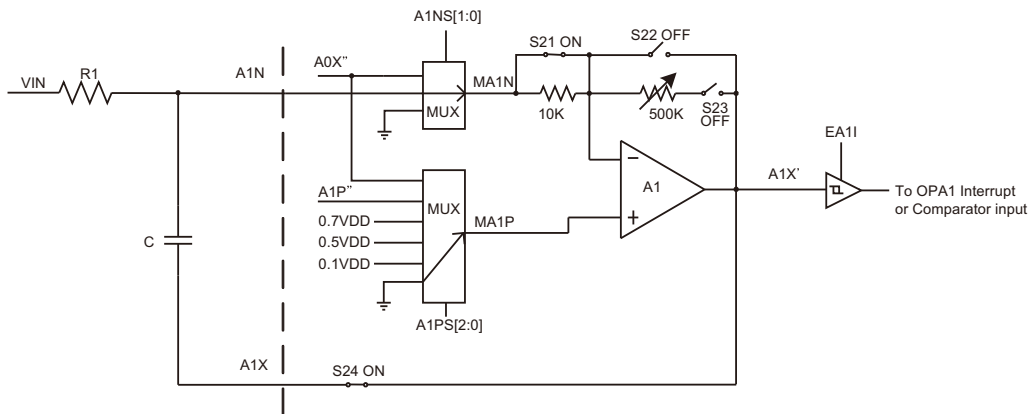 A1NS[1:0]
S21 ON
S22 OFF
VIN
R1
A1N
A0X"
MA1N
MUX
10K
500K
S23
OFF
EA1I
A1P"
MUX
0.7VDD
0.5VDD
0.1VDD
MA1P
A1
A1X'
To OPA1 Interrupt
or Comparator input
C
A1PS[2:0]
A1X
S24 ON